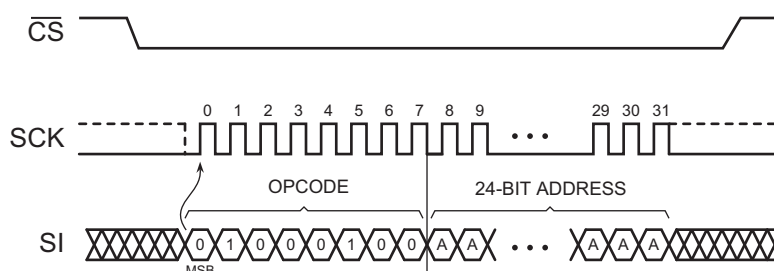 CS
0 1 2 3 4 5 6 7 8 9 29 30 31
SCK
OPCODE 24-BIT ADDRESS
SI 0 1 0 0 0 1 0 0 A A A A A
MSB